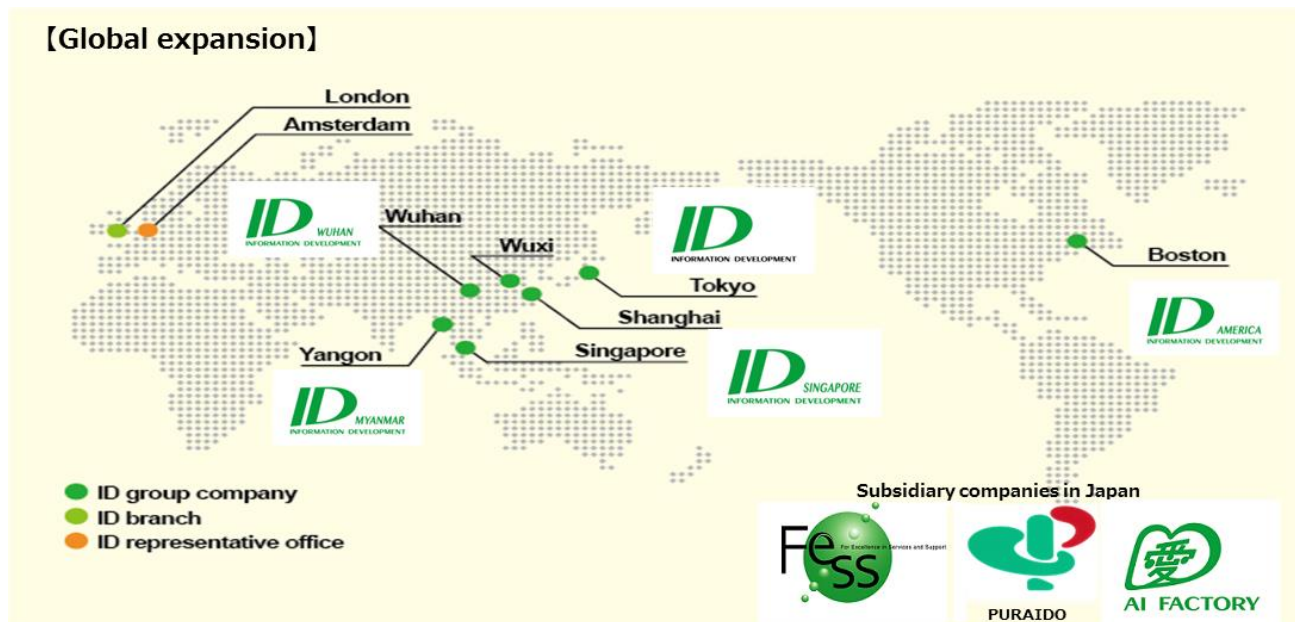 【Global expansion】
London
Amsterdam
ID WUHAN
INFORMATION DEVELOPMENT
Wuhan
Wuxi
ID
INFORMATION DEVELOPMENT
Tokyo
Shanghai
Boston
ID AMERICA
INFORMATION DEVELOPMENT
Yangon
Singapore
ID MYANMAR
INFORMATION DEVELOPMENT
ID SINGAPORE
INFORMATION DEVELOPMENT
ID group company
ID branch
ID representative office
Subsidiary companies in Japan
Fess
For Excellence in Services and Support
PURAIDO
愛
AI FACTORY